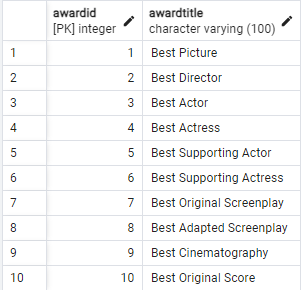 awardid awardtitle
[PK] integer character varying (100)
1 1 Best Picture
2 2 Best Director
3 3 Best Actor
4 4 Best Actress
5 5 Best Supporting Actor
6 6 Best Supporting Actress
7 7 Best Original Screenplay
8 8 Best Adapted Screenplay
9 9 Best Cinematography
10 10 Best Original Score